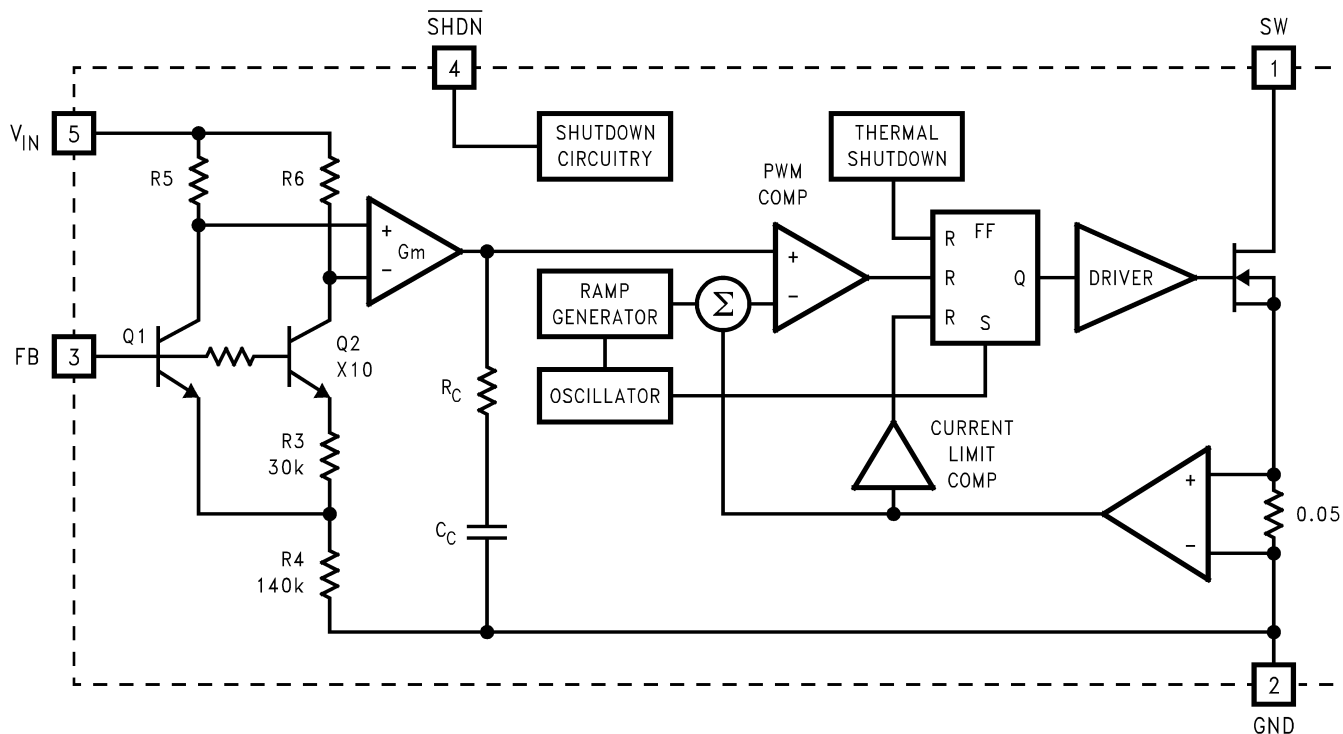 SHDN
SW
4
1
V_IN
5
SHUTDOWN
CIRCUITRY
THERMAL
SHUTDOWN
R5
R6
PWM
COMP
+
Gm
−
+
−
R
FF
R
Q
R
S
DRIVER
RAMP
GENERATOR
Σ
FB
3
Q1
Q2
X10
OSCILLATOR
R_C
CURRENT
LIMIT
COMP
R3
30k
+
−
0.05
C_C
R4
140k
2
GND